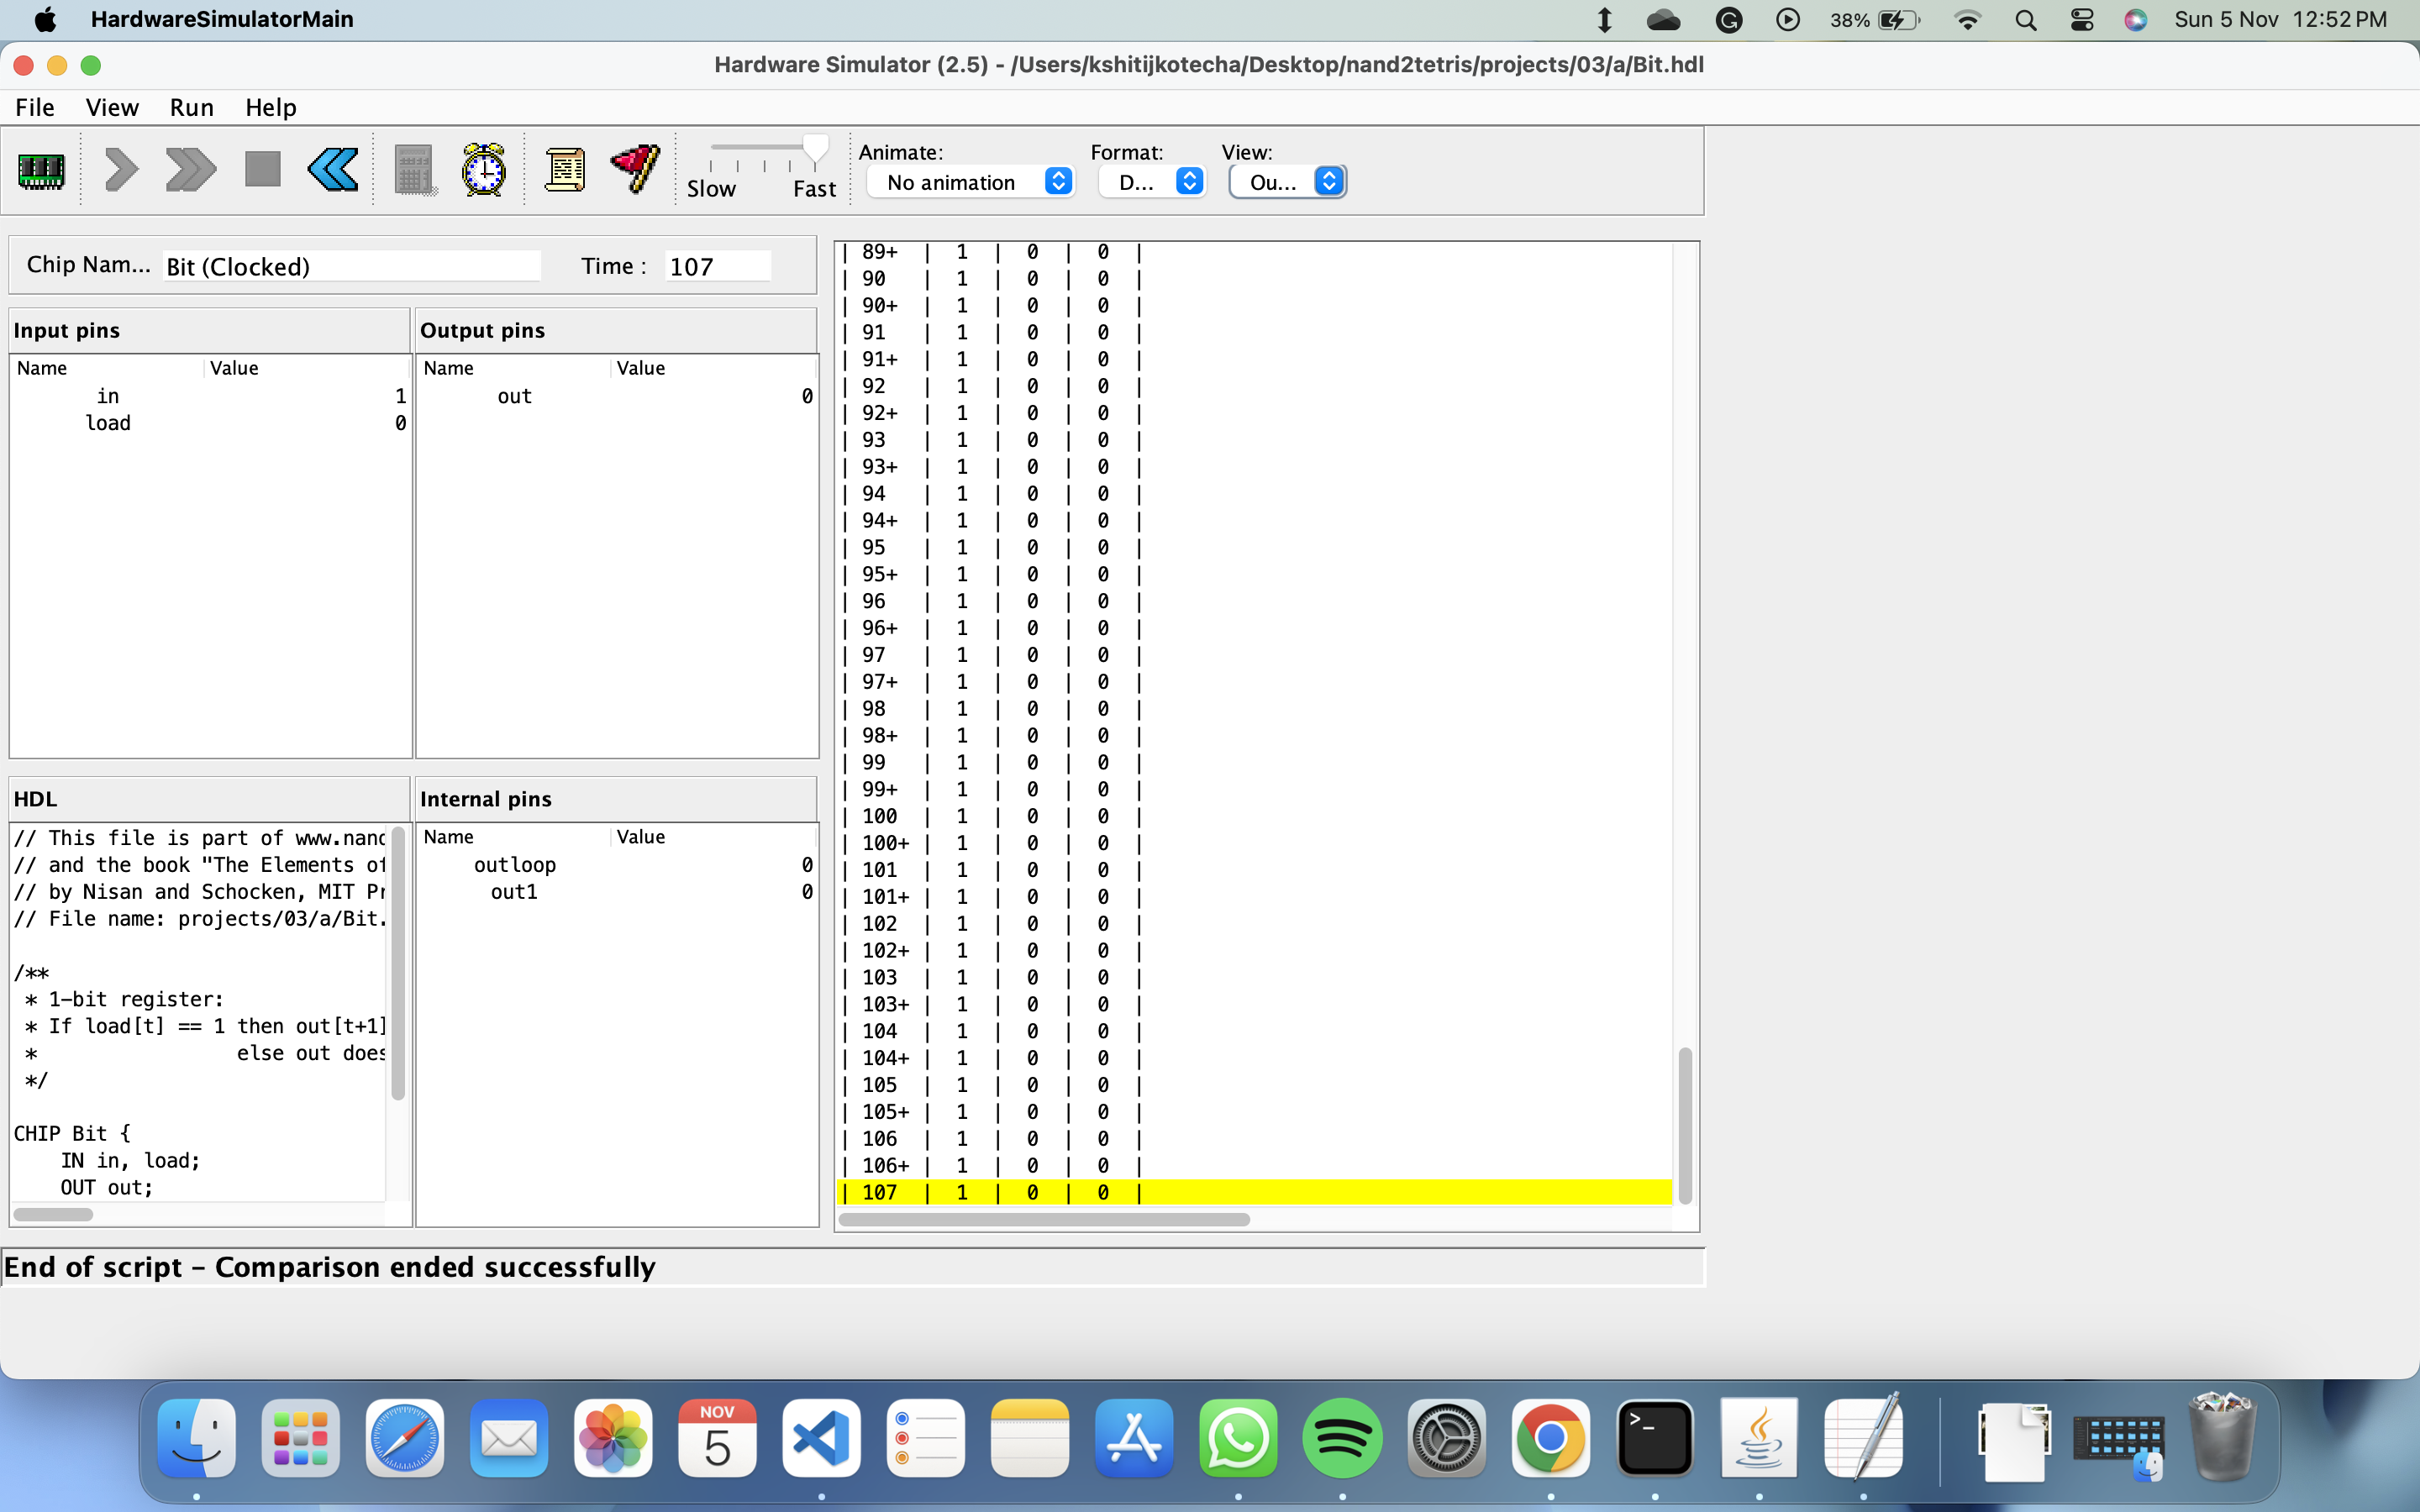 HardwareSimulatorMain
38%
Sun 5 Nov 12:52 PM
Hardware Simulator (2.5) - /Users/kshitijkotecha/Desktop/nand2tetris/projects/03/a/Bit.hdl
File View Run Help
Slow Fast
Animate: Format: View:
No animation D... Ou...
Chip Nam... Bit (Clocked) Time : 107
Input pins
Name Value
in 1
load 0
Output pins
Name Value
out 0
HDL
// This file is part of www.nand
// and the book "The Elements of
// by Nisan and Schocken, MIT Pr
// File name: projects/03/a/Bit.
/**
* 1-bit register:
* If load[t] == 1 then out[t+1]
* else out does
*/
CHIP Bit {
IN in, load;
OUT out;
Internal pins
Name Value
outloop 0
out1 0
| 89+ | 1 | 0 | 0 |
| 90 | 1 | 0 | 0 |
| 90+ | 1 | 0 | 0 |
| 91 | 1 | 0 | 0 |
| 91+ | 1 | 0 | 0 |
| 92 | 1 | 0 | 0 |
| 92+ | 1 | 0 | 0 |
| 93 | 1 | 0 | 0 |
| 93+ | 1 | 0 | 0 |
| 94 | 1 | 0 | 0 |
| 94+ | 1 | 0 | 0 |
| 95 | 1 | 0 | 0 |
| 95+ | 1 | 0 | 0 |
| 96 | 1 | 0 | 0 |
| 96+ | 1 | 0 | 0 |
| 97 | 1 | 0 | 0 |
| 97+ | 1 | 0 | 0 |
| 98 | 1 | 0 | 0 |
| 98+ | 1 | 0 | 0 |
| 99 | 1 | 0 | 0 |
| 99+ | 1 | 0 | 0 |
| 100 | 1 | 0 | 0 |
| 100+ | 1 | 0 | 0 |
| 101 | 1 | 0 | 0 |
| 101+ | 1 | 0 | 0 |
| 102 | 1 | 0 | 0 |
| 102+ | 1 | 0 | 0 |
| 103 | 1 | 0 | 0 |
| 103+ | 1 | 0 | 0 |
| 104 | 1 | 0 | 0 |
| 104+ | 1 | 0 | 0 |
| 105 | 1 | 0 | 0 |
| 105+ | 1 | 0 | 0 |
| 106 | 1 | 0 | 0 |
| 106+ | 1 | 0 | 0 |
| 107 | 1 | 0 | 0 |
End of script – Comparison ended successfully
NOV
5